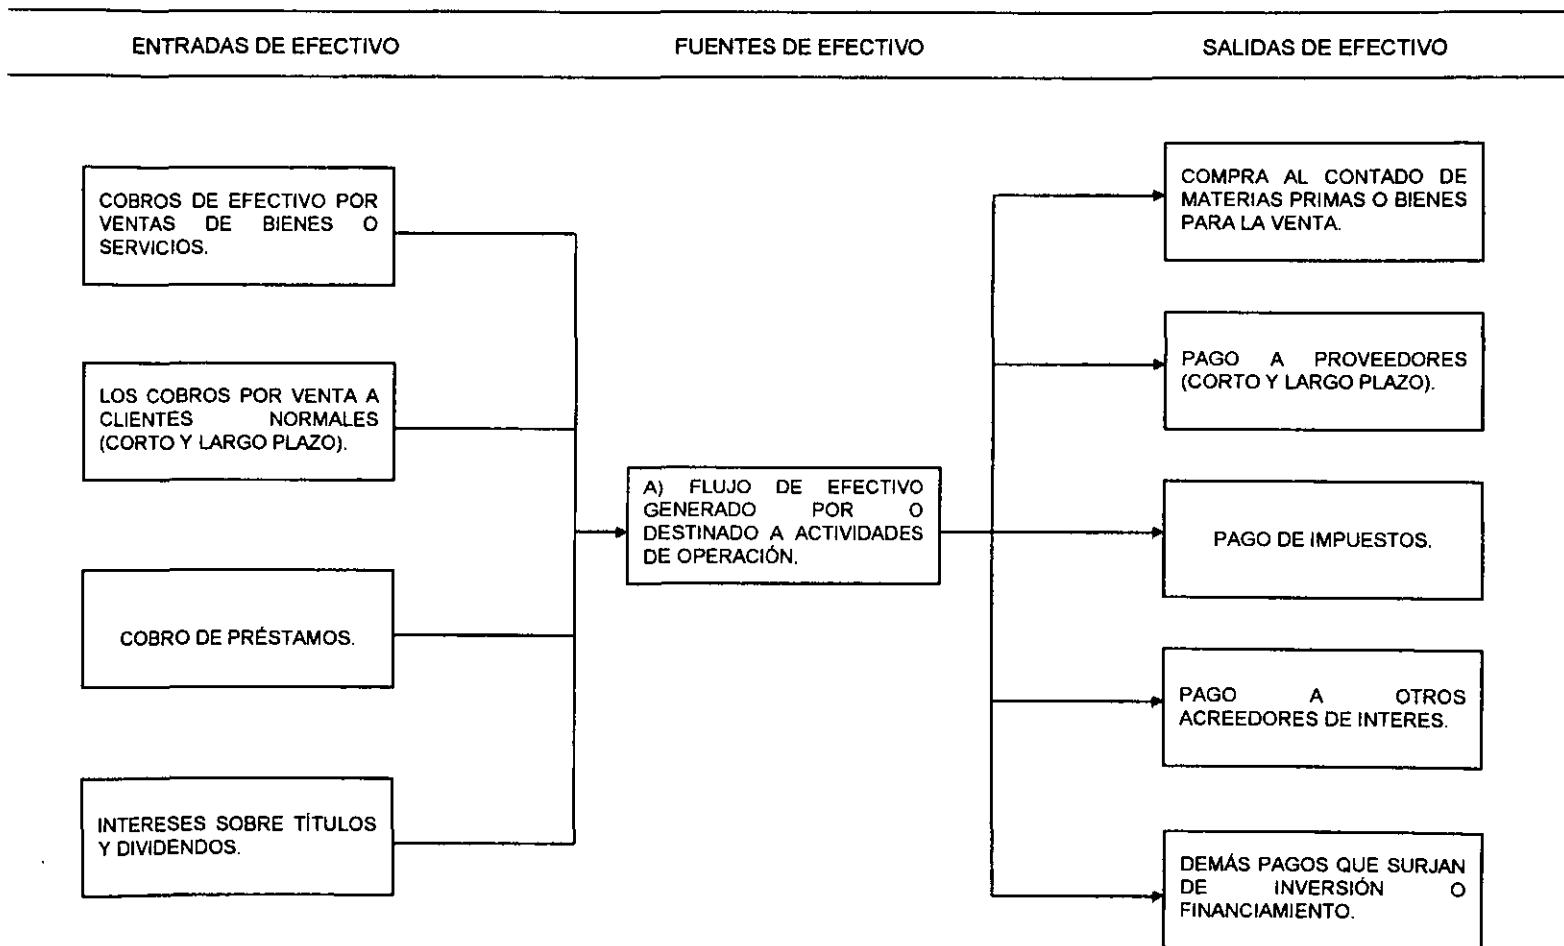 ENTRADAS DE EFECTIVO
FUENTES DE EFECTIVO
SALIDAS DE EFECTIVO
COBROS DE EFECTIVO POR
VENTAS DE BIENES O
SERVICIOS.
LOS COBROS POR VENTA A
CLIENTES NORMALES
(CORTO Y LARGO PLAZO).
COBRO DE PRÉSTAMOS.
INTERESES SOBRE TÍTULOS
Y DIVIDENDOS.
A) FLUJO DE EFECTIVO
GENERADO POR O
DESTINADO A ACTIVIDADES
DE OPERACIÓN.
COMPRA AL CONTADO DE
MATERIAS PRIMAS O BIENES
PARA LA VENTA.
PAGO A PROVEEDORES
(CORTO Y LARGO PLAZO).
PAGO DE IMPUESTOS.
PAGO A OTROS
ACREEDORES DE INTERES.
DEMÁS PAGOS QUE SURJAN
DE INVERSIÓN O
FINANCIAMIENTO.